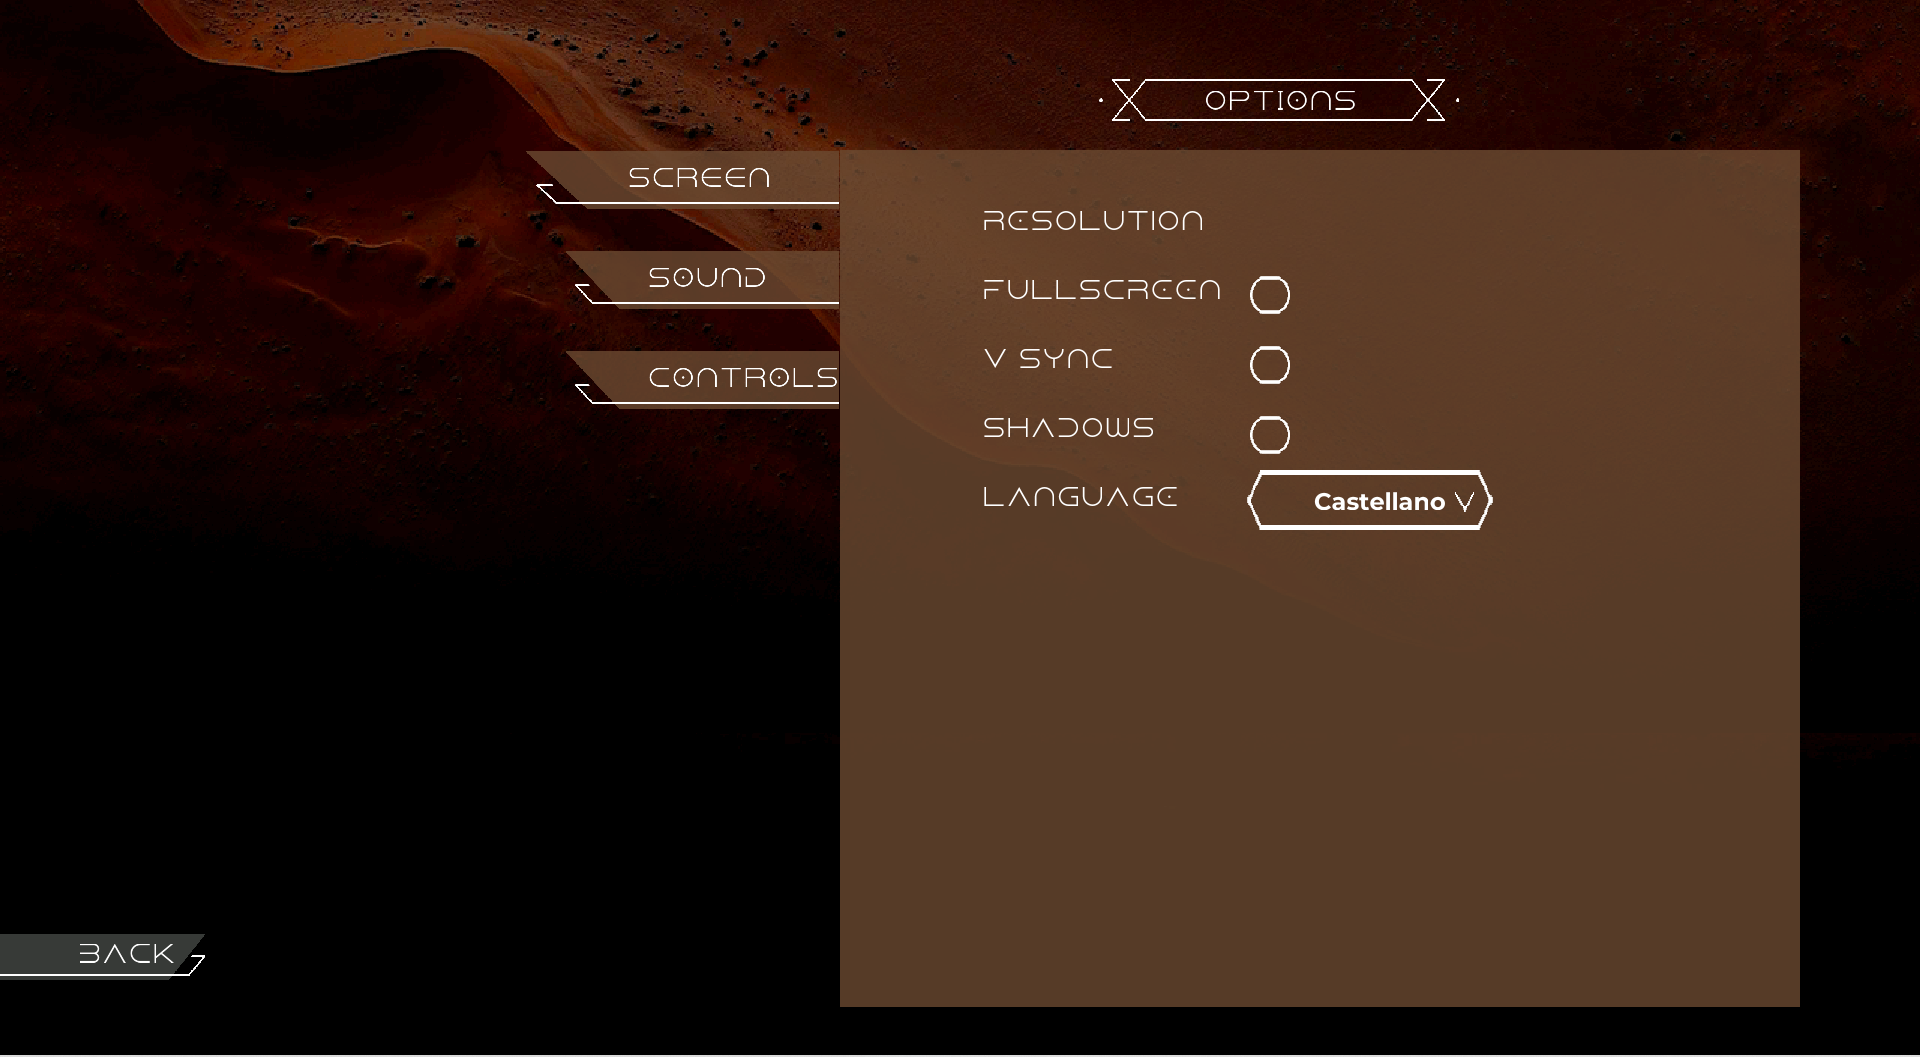 OPTIONS
SCREEN
SOUND
CONTROLS
RESOLUTION
FULLSCREEN
V SYNC
SHADOWS
LANGUAGE
Castellano
BACK